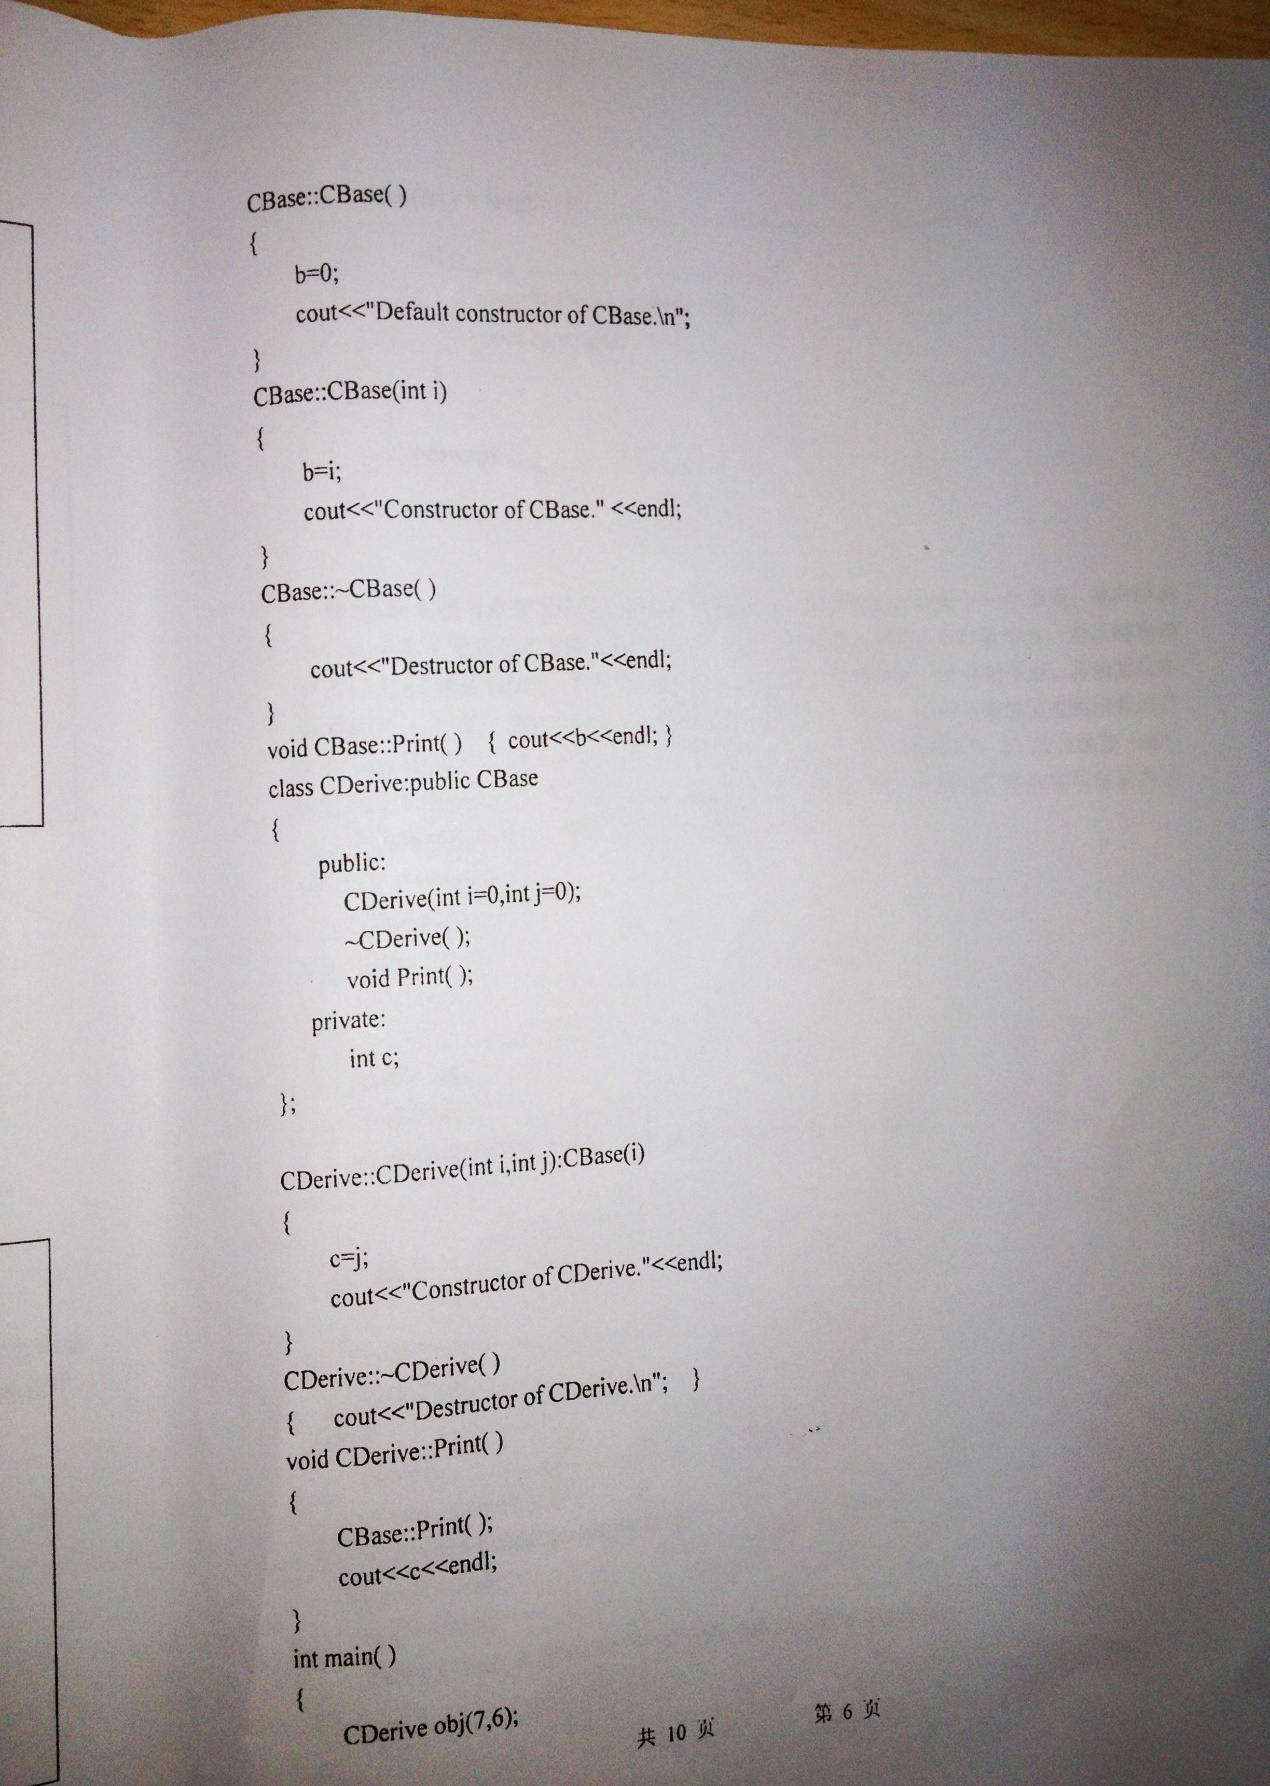 CBase::CBase( )
{
b=0;
cout<<"Default constructor of CBase.\n";
}
CBase::CBase(int i)
{
b=i;
cout<<"Constructor of CBase." <<endl;
}
CBase::~CBase( )
{
cout<<"Destructor of CBase."<<endl;
}
void CBase::Print( ) { cout<<b<<endl; }
class CDerive:public CBase
{
public:
CDerive(int i=0,int j=0);
~CDerive( );
void Print( );
private:
int c;
};
CDerive::CDerive(int i,int j):CBase(i)
{
c=j;
cout<<"Constructor of CDerive."<<endl;
}
CDerive::~CDerive( )
{ cout<<"Destructor of CDerive.\n"; }
void CDerive::Print( )
{
CBase::Print( );
cout<<c<<endl;
}
int main( )
{
CDerive obj(7,6);
共 10 页 第 6 页